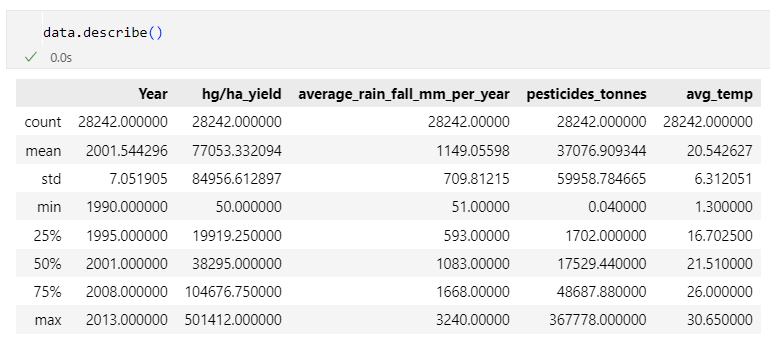 data.describe()
0.0s
Year hg/ha_yield average_rain_fall_mm_per_year pesticides_tonnes avg_temp
count 28242.000000 28242.000000 28242.00000 28242.000000 28242.000000
mean 2001.544296 77053.332094 1149.05598 37076.909344 20.542627
std 7.051905 84956.612897 709.81215 59958.784665 6.312051
min 1990.000000 50.000000 51.00000 0.040000 1.300000
25% 1995.000000 19919.250000 593.00000 1702.000000 16.702500
50% 2001.000000 38295.000000 1083.00000 17529.440000 21.510000
75% 2008.000000 104676.750000 1668.00000 48687.880000 26.000000
max 2013.000000 501412.000000 3240.00000 367778.000000 30.650000